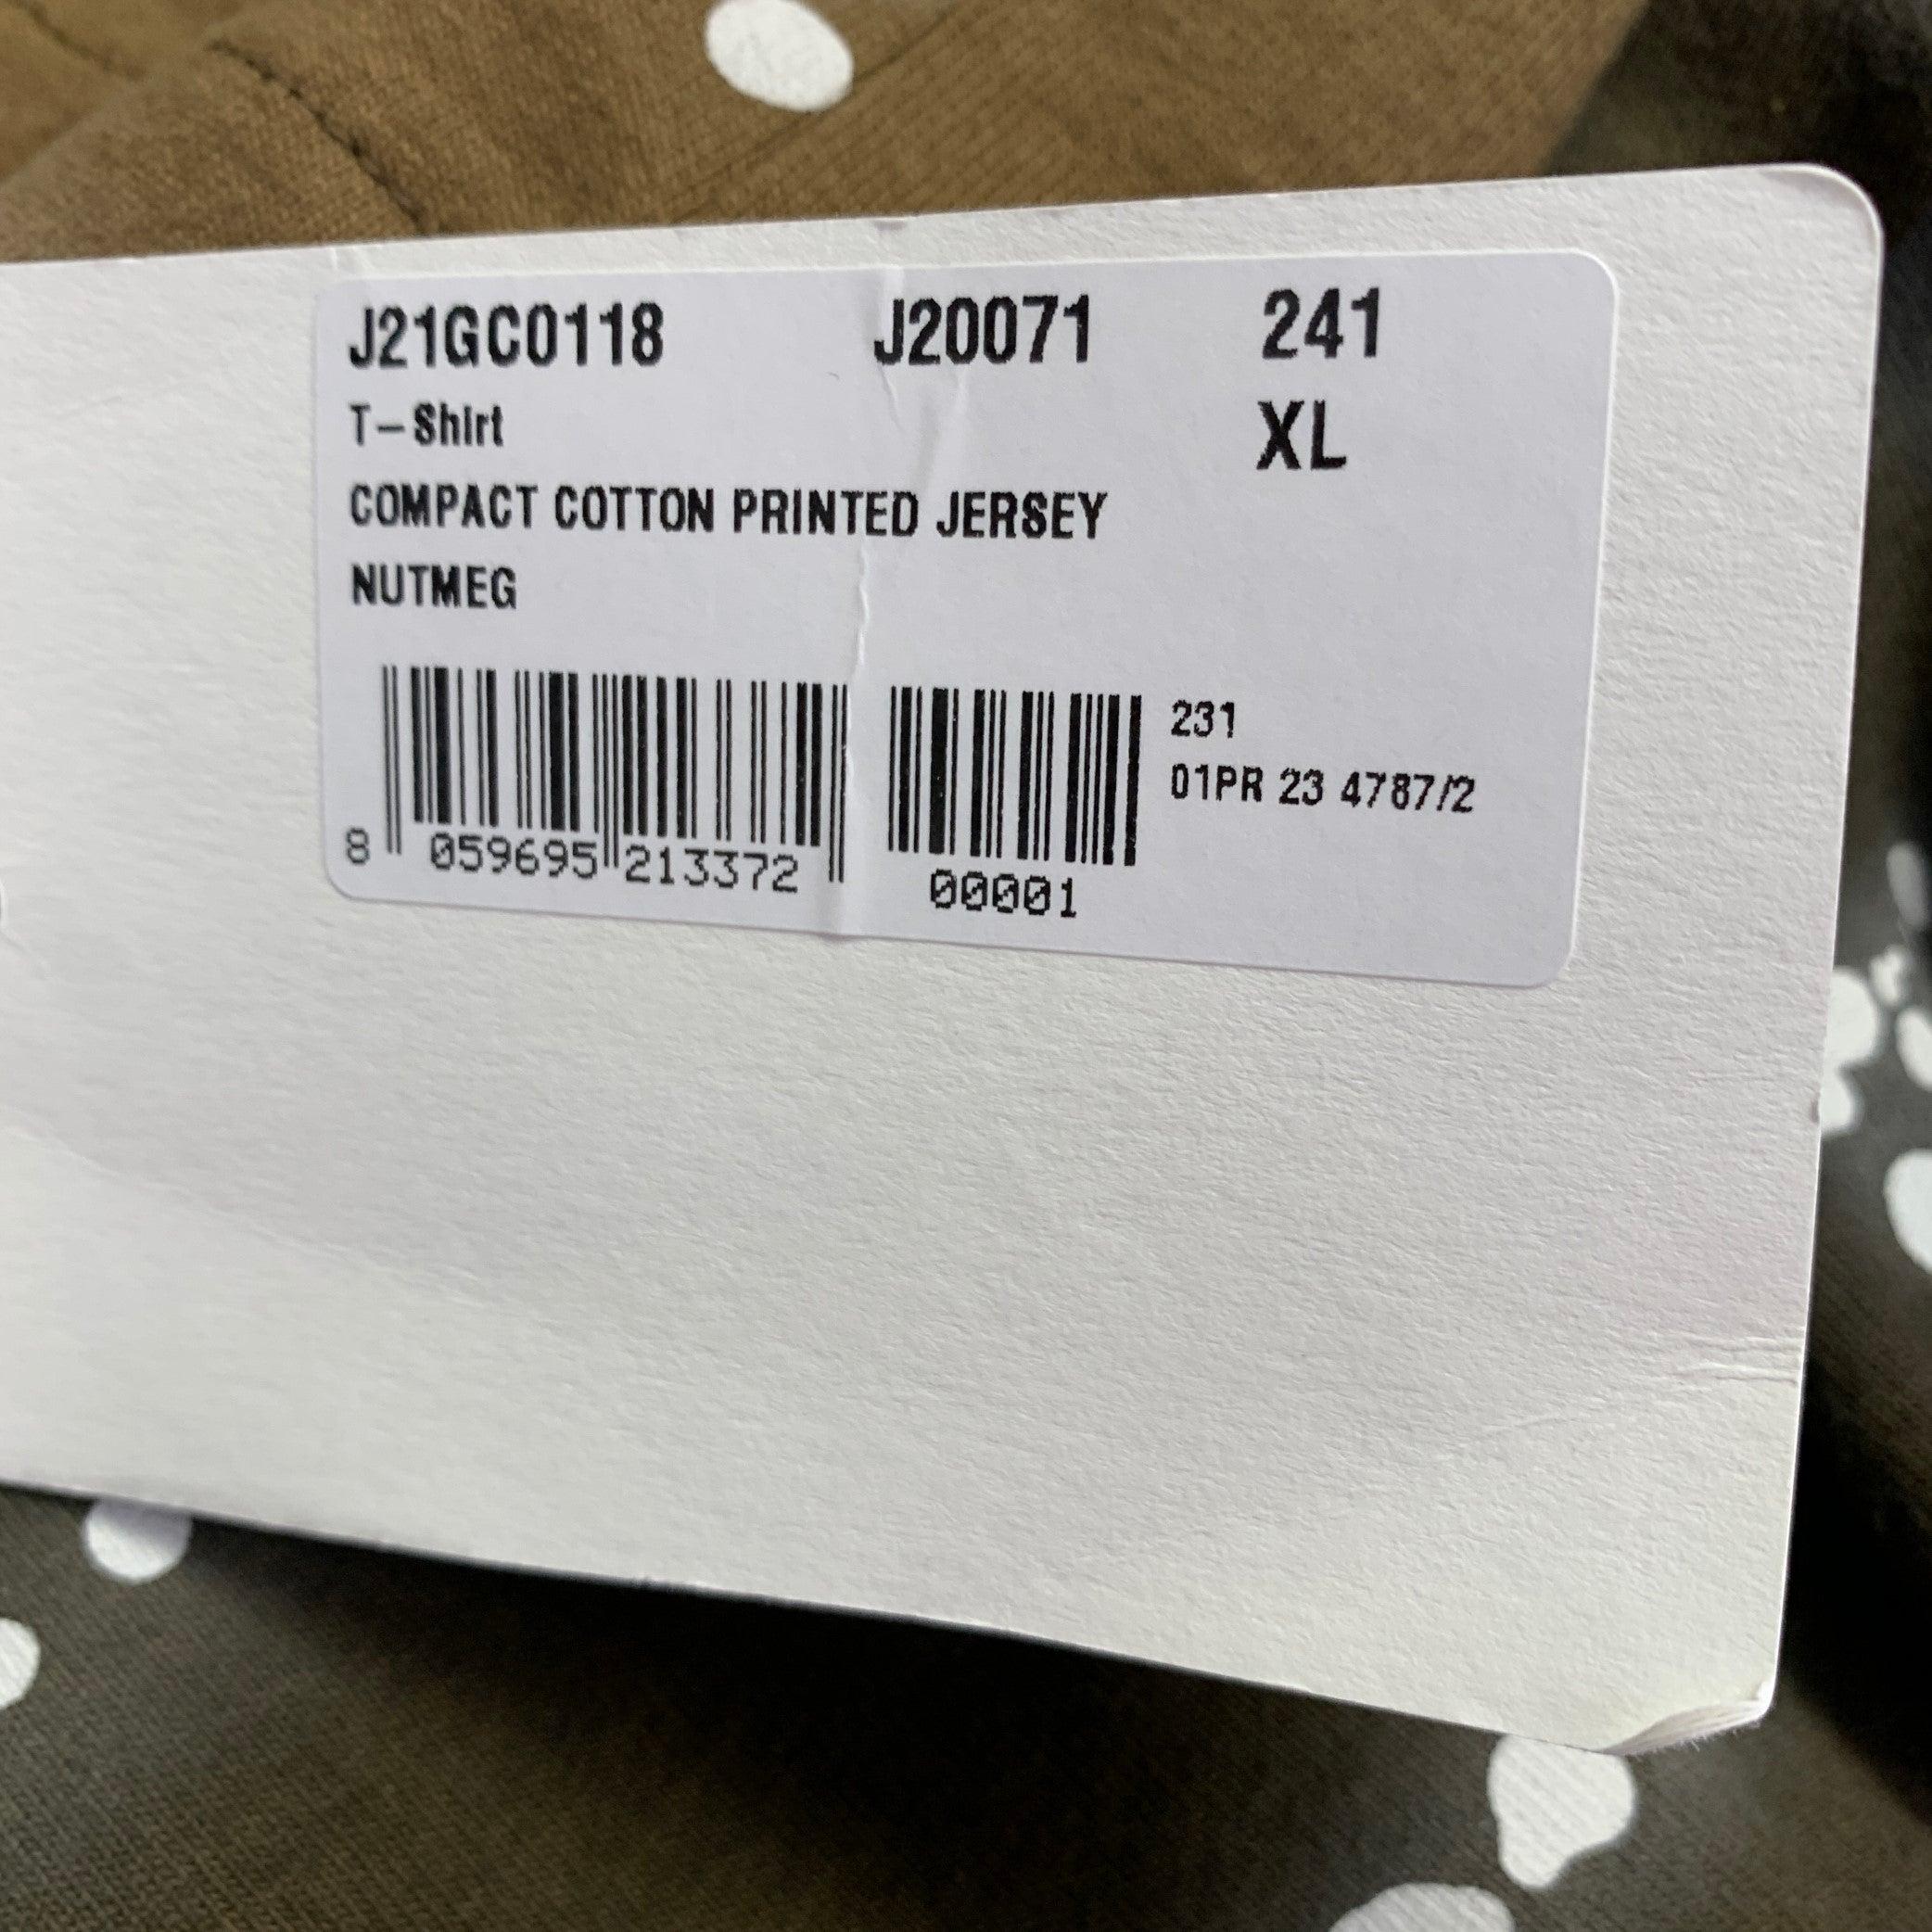 J21GC0118 J20071 241
T-Shirt XL
COMPACT COTTON PRINTED JERSEY
NUTMEG
231
01PR 23 4787/2
8 059695 213372 00001